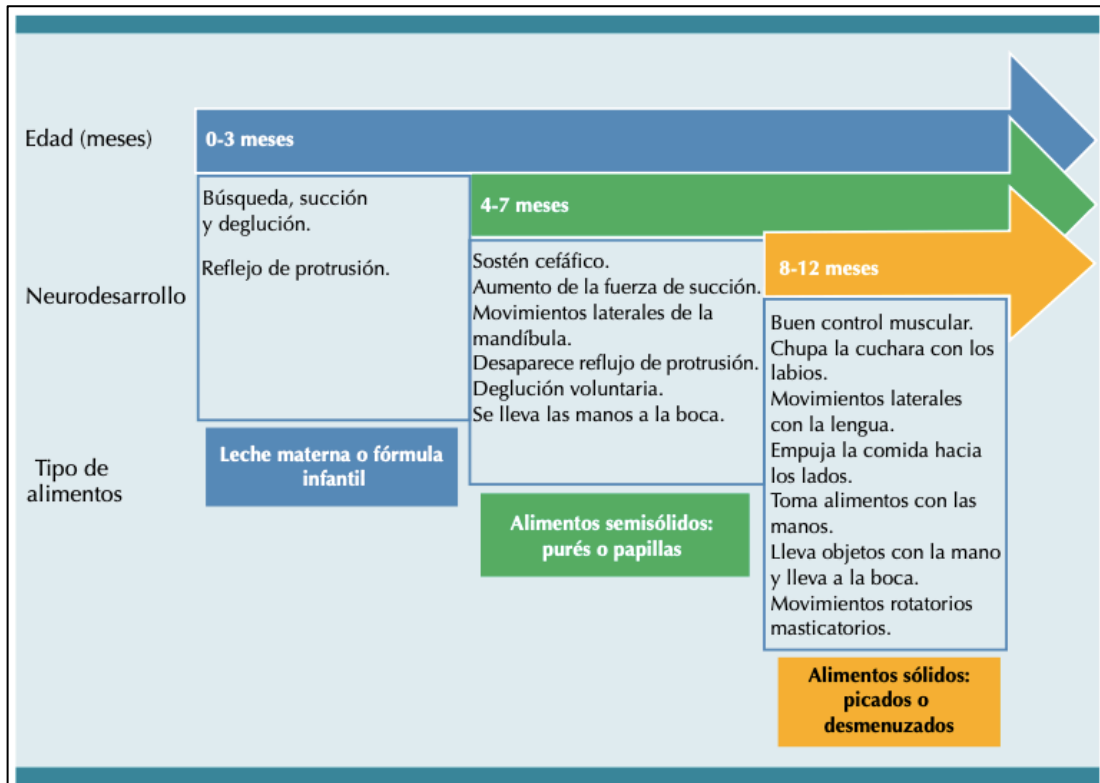 Edad (meses)
0-3 meses
Búsqueda, succión
y deglución.
Reflejo de protrusión.
4-7 meses
Neurodesarrollo
Sostén cefáfico.
Aumento de la fuerza de succión.
Movimientos laterales de la
mandíbula.
Desaparece reflujo de protrusión.
Deglución voluntaria.
Se lleva las manos a la boca.
8-12 meses
Buen control muscular.
Chupa la cuchara con los
labios.
Movimientos laterales
con la lengua.
Empuja la comida hacia
los lados.
Toma alimentos con las
manos.
Lleva objetos con la mano
y lleva a la boca.
Movimientos rotatorios
masticatorios.
Tipo de
alimentos
Leche materna o fórmula
infantil
Alimentos semisólidos:
purés o papillas
Alimentos sólidos:
picados o
desmenuzados